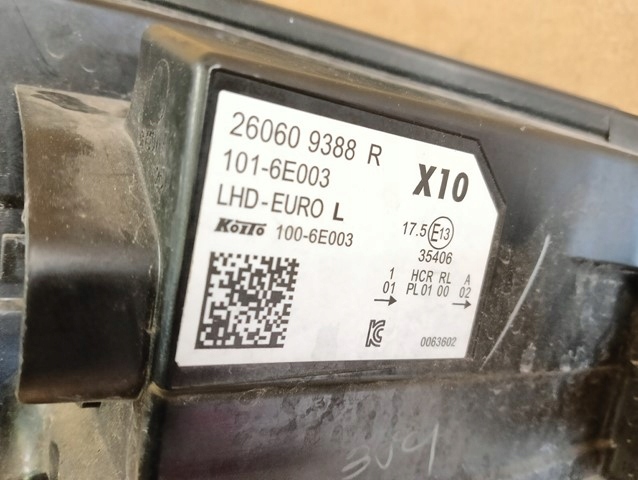 26060 9388 R
X10
101-6E003
LHD-EURO L
KOITO 100-6E003
17.5 E13
35406
1 HCR RL A
01 PL 01 00 02
→ →
KC
0063602